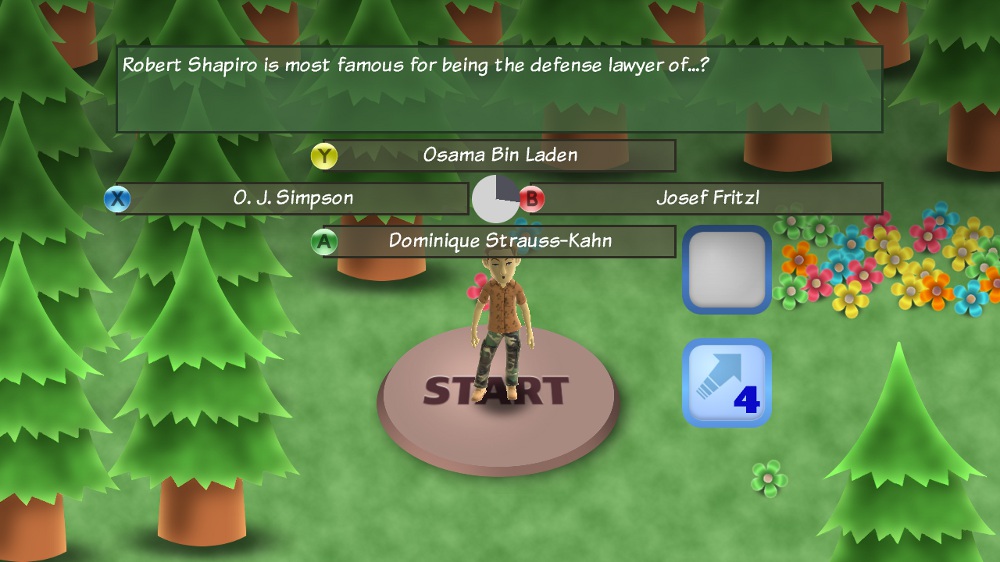 Robert Shapiro is most famous for being the defense lawyer of...?
Y Osama Bin Laden
X O. J. Simpson
B Josef Fritzl
A Dominique Strauss-Kahn
START
4